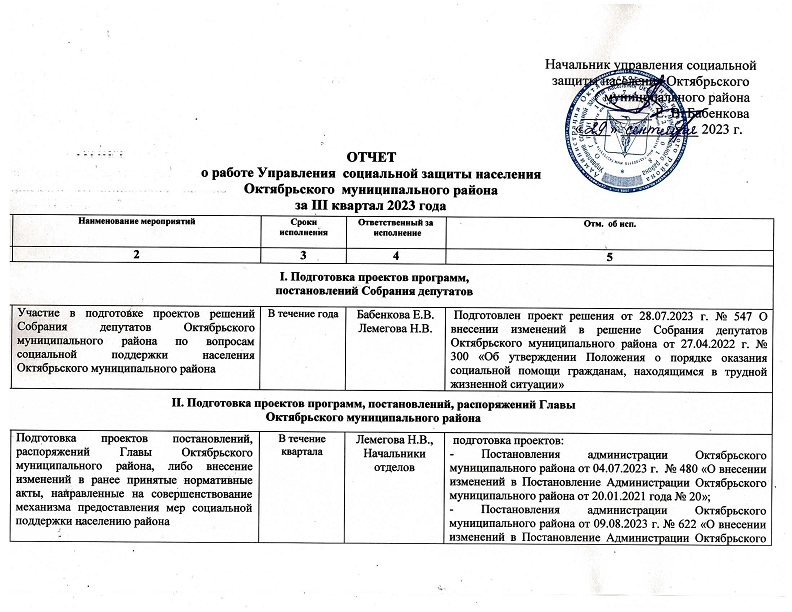 Начальник управления социальной
защиты населения Октябрьского
муниципального района
Е. В. Бабенкова
« 29 » сентября 2023 г.
ОТЧЕТ
о работе Управления социальной защиты населения
Октябрьского муниципального района
за III квартал 2023 года
Наименование мероприятий
Сроки
исполнения
Ответственный за
исполнение
Отм. об исп.
2
3
4
5
I. Подготовка проектов программ,
постановлений Собрания депутатов
Участие в подготовке проектов решений
Собрания депутатов Октябрьского
муниципального района по вопросам
социальной поддержки населения
Октябрьского муниципального района
В течение года
Бабенкова Е.В.
Лемегова Н.В.
Подготовлен проект решения от 28.07.2023 г. № 547 О
внесении изменений в решение Собрания депутатов
Октябрьского муниципального района от 27.04.2022 г. №
300 «Об утверждении Положения о порядке оказания
социальной помощи гражданам, находящимся в трудной
жизненной ситуации»
II. Подготовка проектов программ, постановлений, распоряжений Главы
Октябрьского муниципального района
Подготовка проектов постановлений,
распоряжений Главы Октябрьского
муниципального района, либо внесение
изменений в ранее принятые нормативные
акты, направленные на совершенствование
механизма предоставления мер социальной
поддержки населению района
В течение
квартала
Лемегова Н.В.,
Начальники
отделов
подготовка проектов:
- Постановления администрации Октябрьского
муниципального района от 04.07.2023 г. № 480 «О внесении
изменений в Постановление Администрации Октябрьского
муниципального района от 20.01.2021 года № 20»;
- Постановления администрации Октябрьского
муниципального района от 09.08.2023 г. № 622 «О внесении
изменений в Постановление Администрации Октябрьского